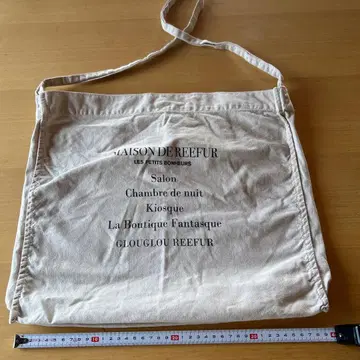 MAISON DE REEFUR
LES PETITS BONHEURS
Salon
Chambre de nuit
Kiosque
La Boutique Fantasque
GLOUGLOU REEFUR